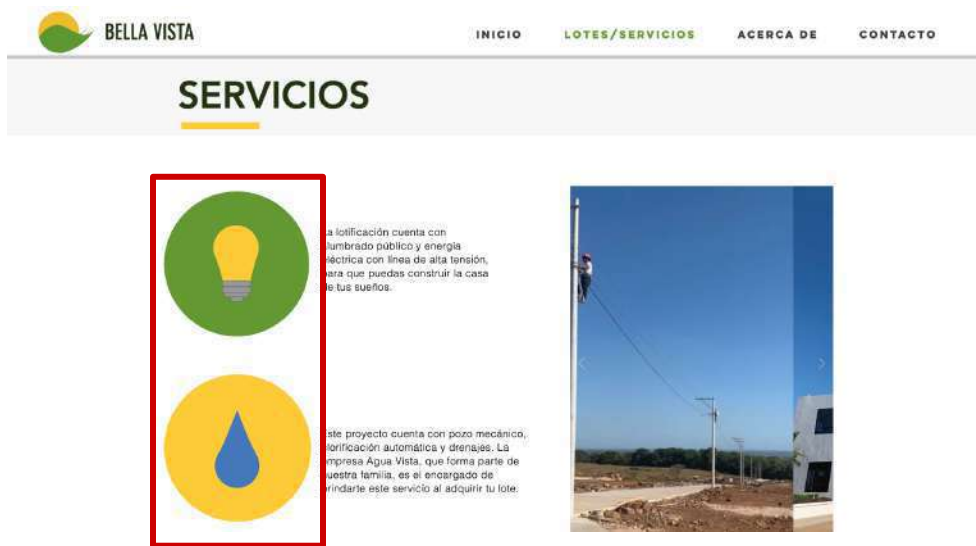 BELLA VISTA
INICIO LOTES/SERVICIOS ACERCA DE CONTACTO
SERVICIOS
a lotificación cuenta con
lumbrado público y energía
léctrica con línea de alta tensión,
ara que puedas construir la casa
e tus sueños.
ste proyecto cuenta con pozo mecánico,
lorificación automática y drenajes. La
mpresa Agua Vista, que forma parte de
uestra familia, es el encargado de
rindarte este servicio al adquirir tu lote.